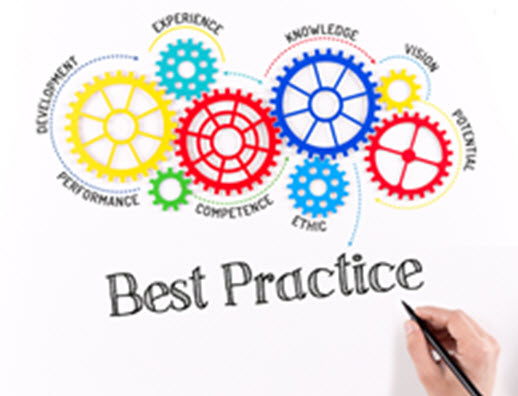 EXPERIENCE
KNOWLEDGE
VISION
DEVELOPMENT
POTENTIAL
PERFORMANCE
COMPETENCE
ETHIC
Best Practice